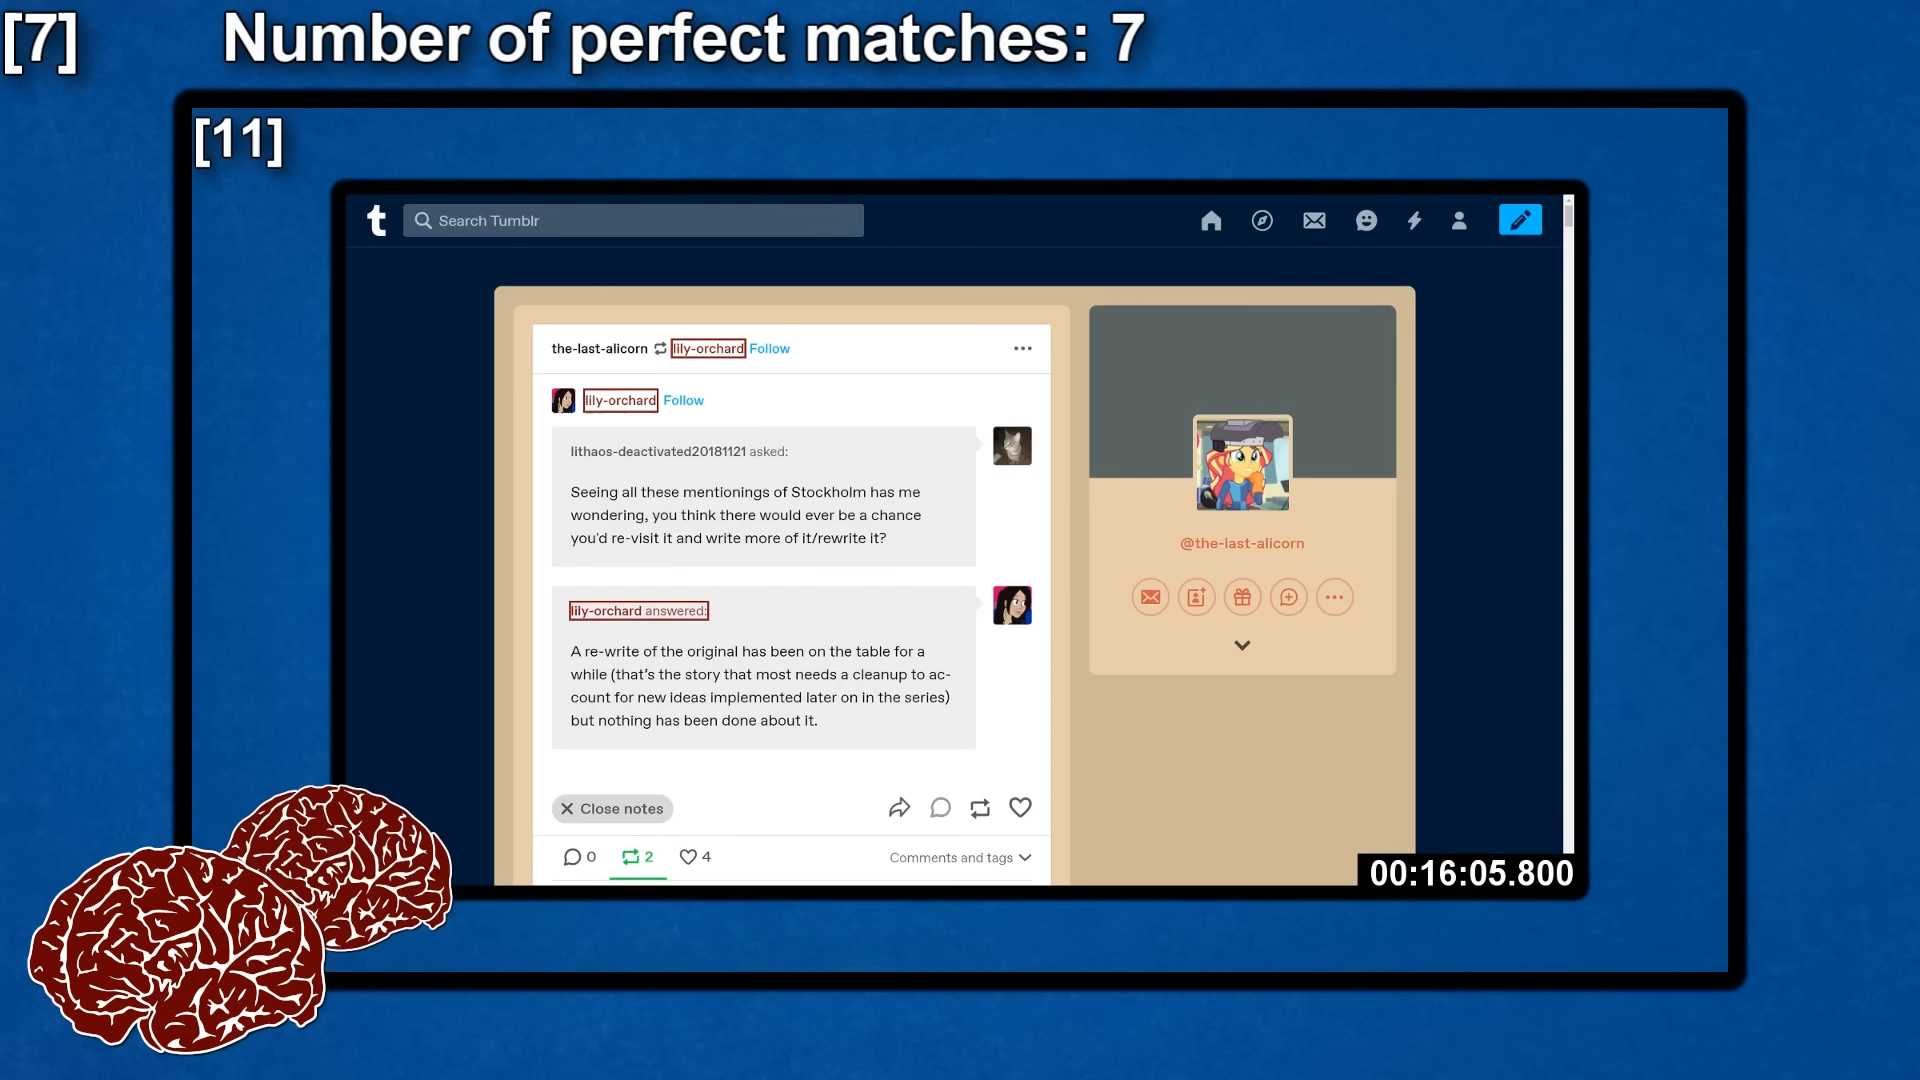 [7] Number of perfect matches: 7
[11]
t Search Tumblr
the-last-alicorn lily-orchard Follow
lily-orchard Follow
lithaos-deactivated20181121 asked:
Seeing all these mentionings of Stockholm has me
wondering, you think there would ever be a chance
you'd re-visit it and write more of it/rewrite it?
lily-orchard answered:
A re-write of the original has been on the table for a
while (that's the story that most needs a cleanup to ac-
count for new ideas implemented later on in the series)
but nothing has been done about it.
Close notes
0 2 4 Comments and tags
@the-last-alicorn
00:16:05.800